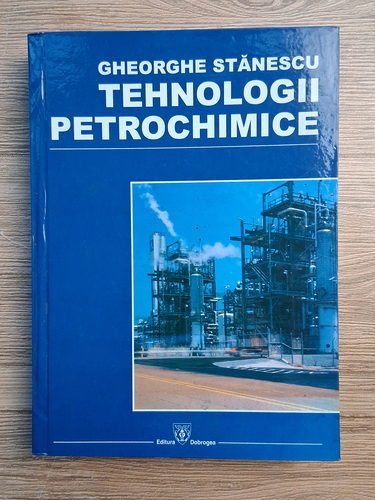 GHEORGHE STĂNESCU
TEHNOLOGII
PETROCHIMICE
Editura Dobrogea